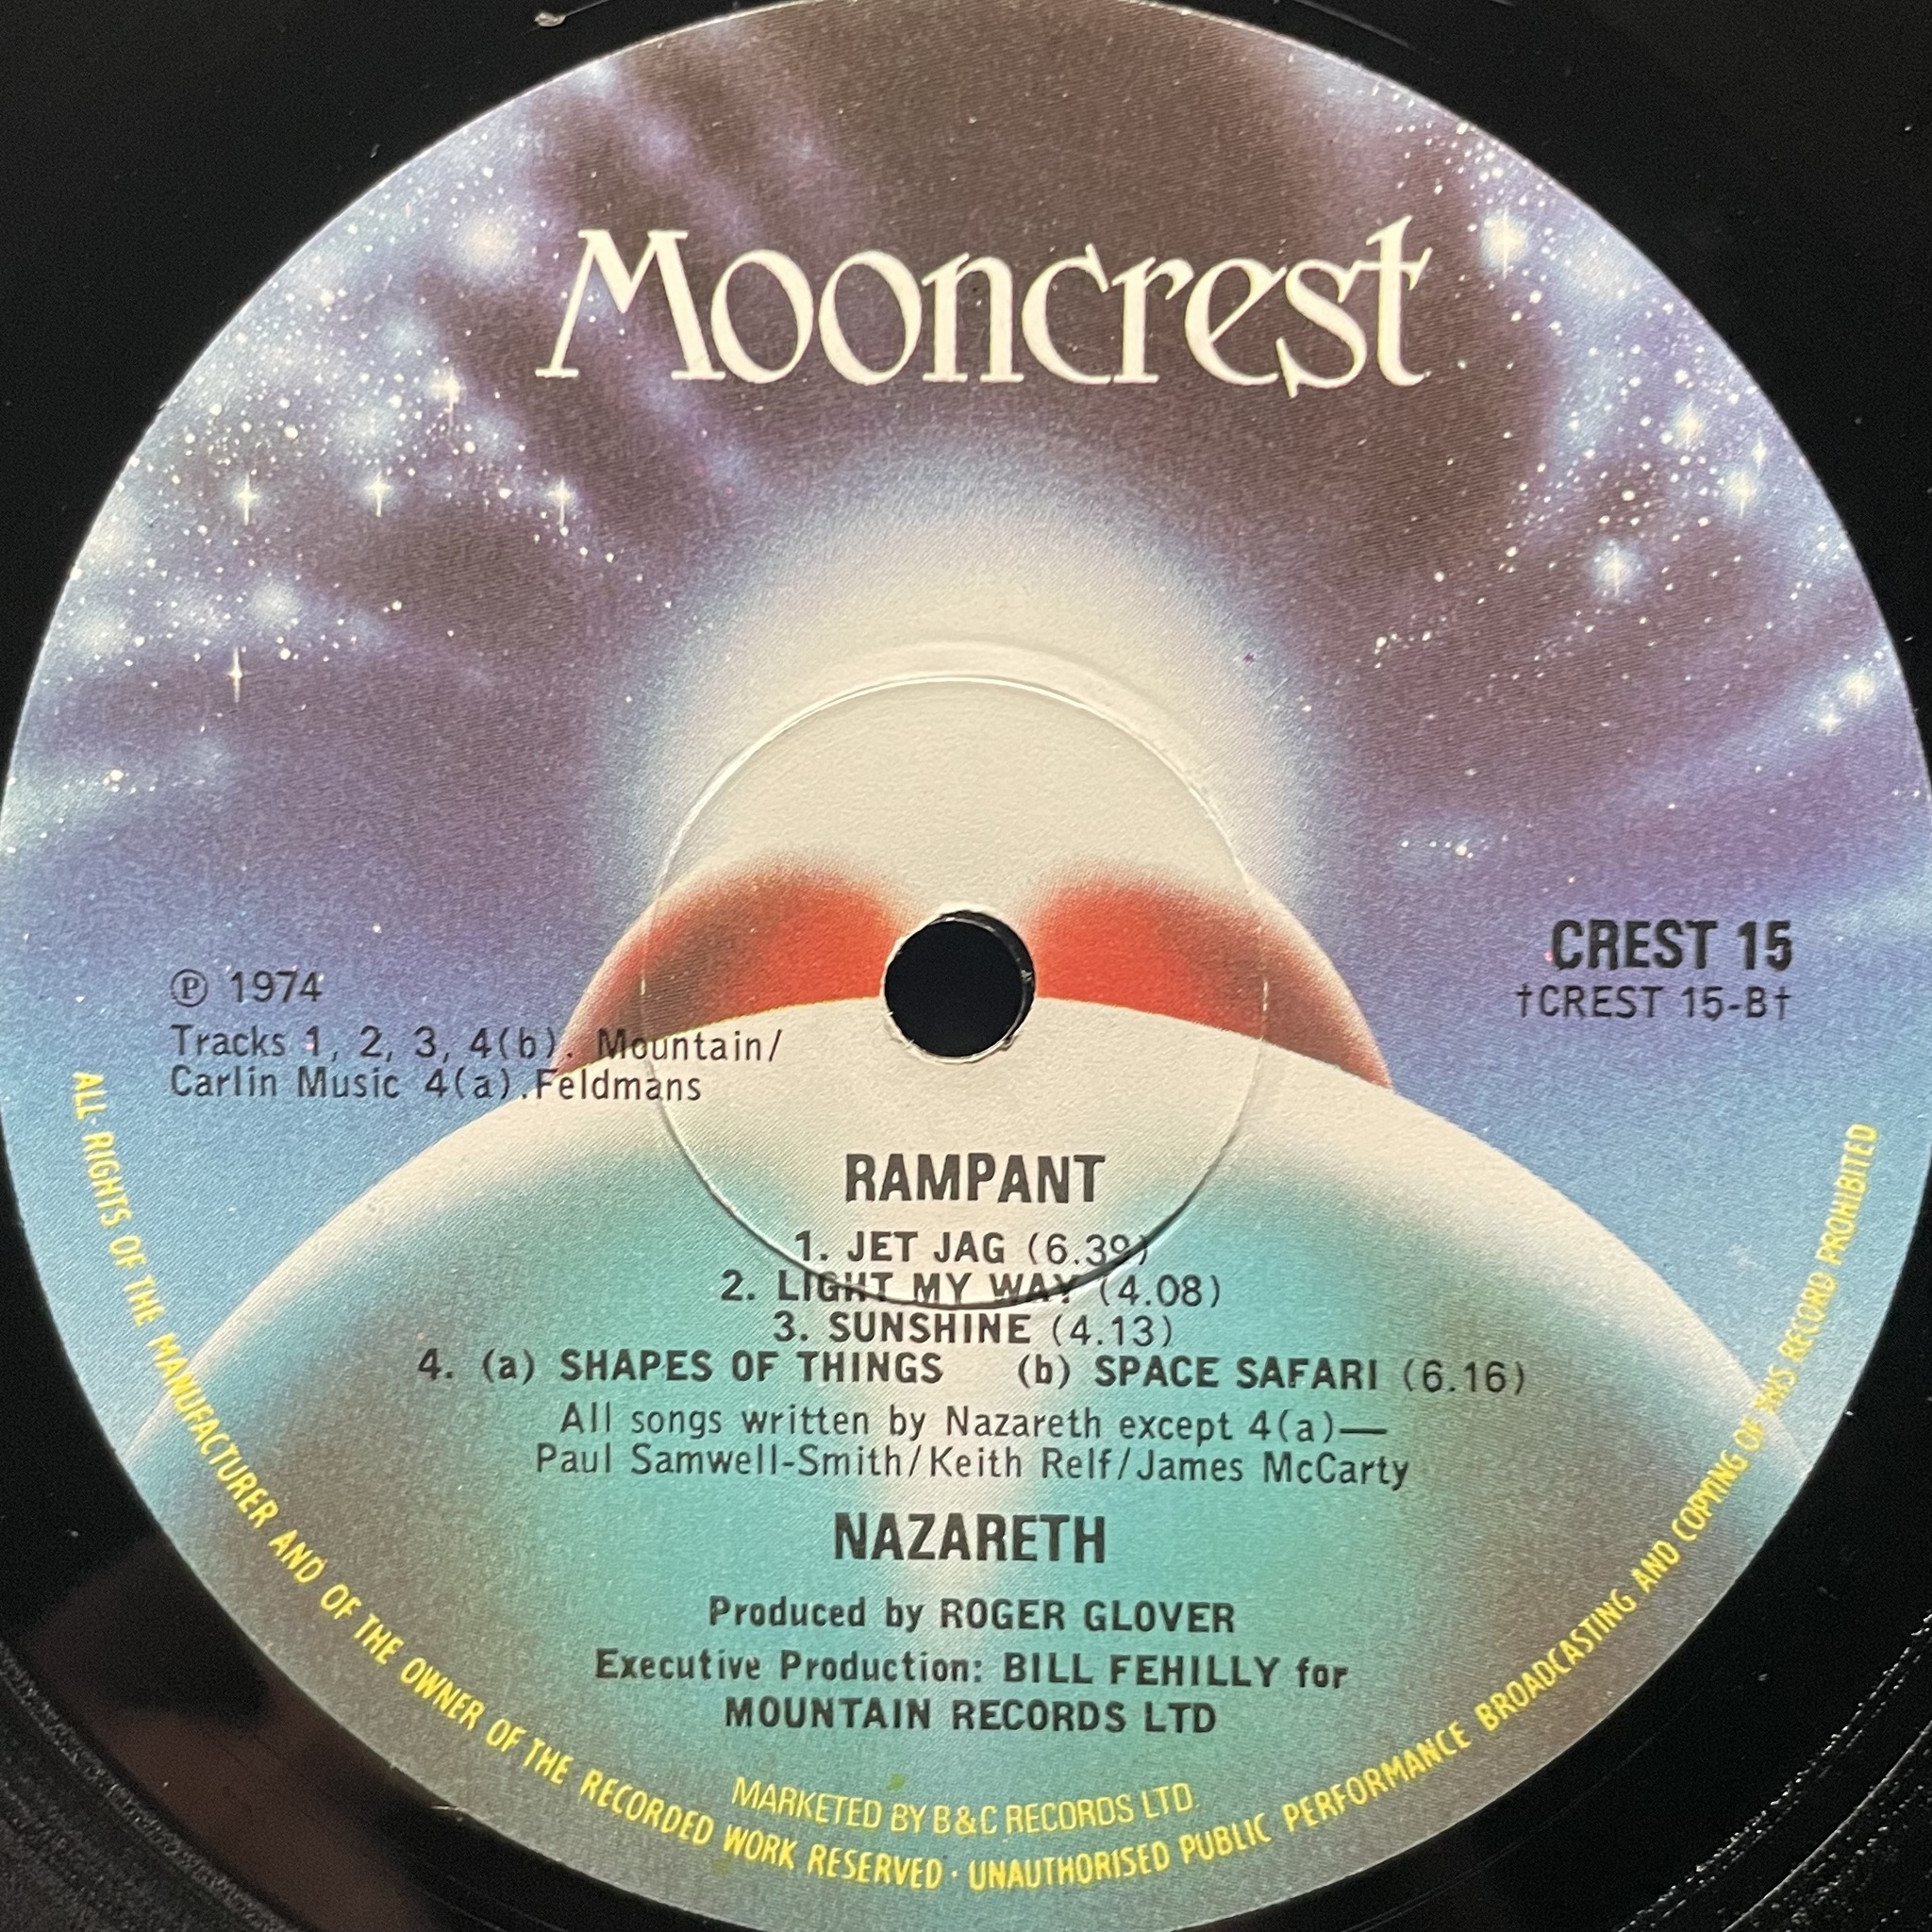 Mooncrest
CREST 15
†CREST 15-B†
Ⓟ 1974
Tracks 1, 2, 3, 4(b). Mountain/
Carlin Music 4(a).Feldmans
RAMPANT
1. JET JAG (6.39)
2. LIGHT MY WAY (4.08)
3. SUNSHINE (4.13)
4. (a) SHAPES OF THINGS (b) SPACE SAFARI (6.16)
All songs written by Nazareth except 4(a)—
Paul Samwell-Smith/Keith Relf/James McCarty
NAZARETH
Produced by ROGER GLOVER
Executive Production: BILL FEHILLY for
MOUNTAIN RECORDS LTD
MARKETED BY B&C RECORDS LTD.
ALL RIGHTS OF THE MANUFACTURER AND OF THE OWNER OF THE RECORDED WORK RESERVED · UNAUTHORISED PUBLIC PERFORMANCE BROADCASTING AND COPYING OF THIS RECORD PROHIBITED